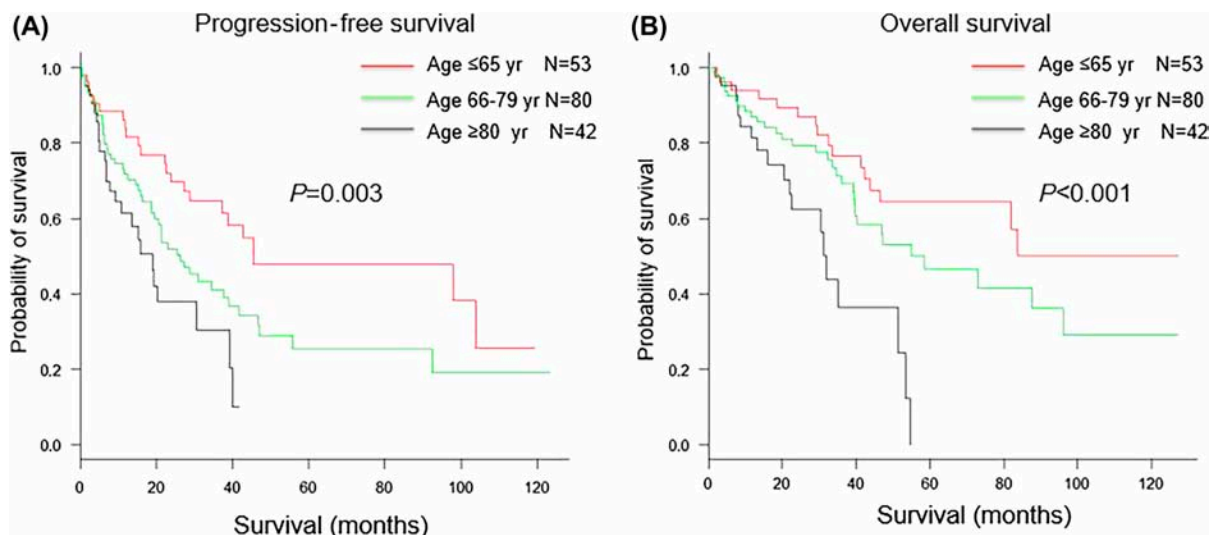 (A) Progression-free survival
Age ≤65 yr N=53
Age 66-79 yr N=80
Age ≥80 yr N=42
P=0.003
Probability of survival
1.0
0.8
0.6
0.4
0.2
0.0
0 20 40 60 80 100 120
Survival (months)
(B) Overall survival
Age ≤65 yr N=53
Age 66-79 yr N=80
Age ≥80 yr N=42
P<0.001
Probability of survival
1.0
0.8
0.6
0.4
0.2
0.0
0 20 40 60 80 100 120
Survival (months)